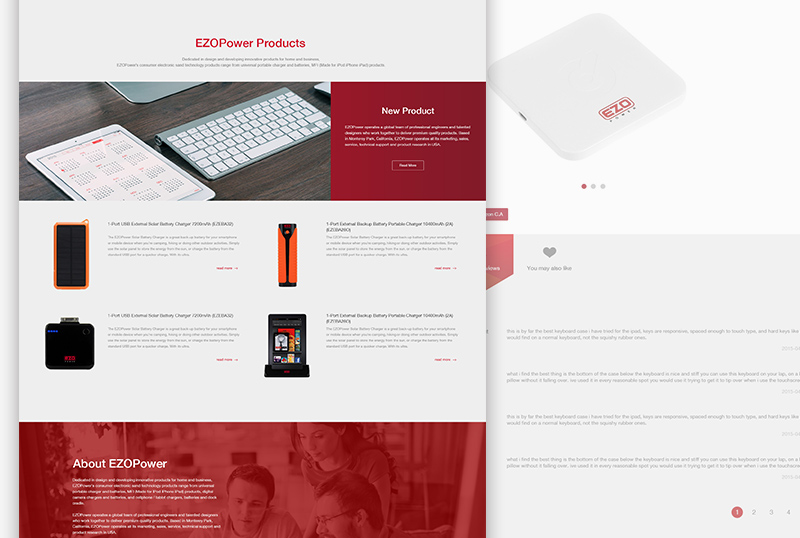 EZOPower Products
Dedicated in design and developing innovative products for home and business,
EZOPower's consumer electronic sand technology products range from universal portable charger and batteries, MFI (Made for iPod iPhone iPad) products.
New Product
EZOPower operates a global team of professional engineers and talented
designers who work together to deliver premium quality products. Based
in Monterey Park, California, EZOPower operates all its marketing, sales,
service, technical support and product research in USA.
Read More
1-Port USB External Solar Battery Charger 7200mAh (EZEBA32)
The EZOPower Solar Battery Charger is a great back up battery for your smartphone
or mobile device when you're camping, hiking or doing other outdoor activities. Simply
use the solar panel to store the energy from the sun, or charge the battery from the
standard USB port for a quicker charge. With its ultra.
read more →
1-Port External Backup Battery Portable Charger 10400mAh (2A)
The EZOPower Solar Battery Charger is a great back up battery for your smartphone
or mobile device when you're camping, hiking or doing other outdoor activities. Simply
use the solar panel to store the energy from the sun, or charge the battery from the
standard USB port for a quicker charge. With its ultra.
read more →
1-Port USB External Solar Battery Charger 7200mAh (EZEBA32)
The EZOPower Solar Battery Charger is a great back up battery for your smartphone
or mobile device when you're camping, hiking or doing other outdoor activities. Simply
use the solar panel to store the energy from the sun, or charge the battery from the
standard USB port for a quicker charge. With its ultra.
read more →
1-Port External Backup Battery Portable Charger 10400mAh (2A)
The EZOPower Solar Battery Charger is a great back up battery for your smartphone
or mobile device when you're camping, hiking or doing other outdoor activities. Simply
use the solar panel to store the energy from the sun, or charge the battery from the
standard USB port for a quicker charge. With its ultra.
read more →
EZO
About EZOPower
Dedicated in design and developing innovative products for home and business,
EZOPower's consumer electronic sand technology products range from universal
portable charger and batteries, MFI (Made for iPod iPhone iPad) products, digital
camera chargers and batteries, and cellphone / tablet chargers, batteries and dock
cradle.
EZOPower operates a global team of professional engineers and talented designers
who work together to deliver premium quality products. Based in Monterey Park,
California, EZOPower operates all its marketing, sales, service, technical support and
product research in USA.
EZO
POWER
on C.A
views
You may also like
this is by far the best keyboard case i have tried for the ipad, keys are responsive, spaced enough to touch type, and hard keys like
would find on a normal keyboard, not the squishy rubber ones.
what i find the best thing is the bottom of the case below the keyboard is nice and stiff you can use this keyboard on your lap, on a
pillow without it falling over. ive used it in every reasonable spot you would use it trying to get it to tip over when i use the touchscreen
this is by far the best keyboard case i have tried for the ipad, keys are responsive, spaced enough to touch type, and hard keys like
would find on a normal keyboard, not the squishy rubber ones.
what i find the best thing is the bottom of the case below the keyboard is nice and stiff you can use this keyboard on your lap, on a
pillow without it falling over. ive used it in every reasonable spot you would use it trying to get it to tip over when i use the touchscreen
1 2 3 4